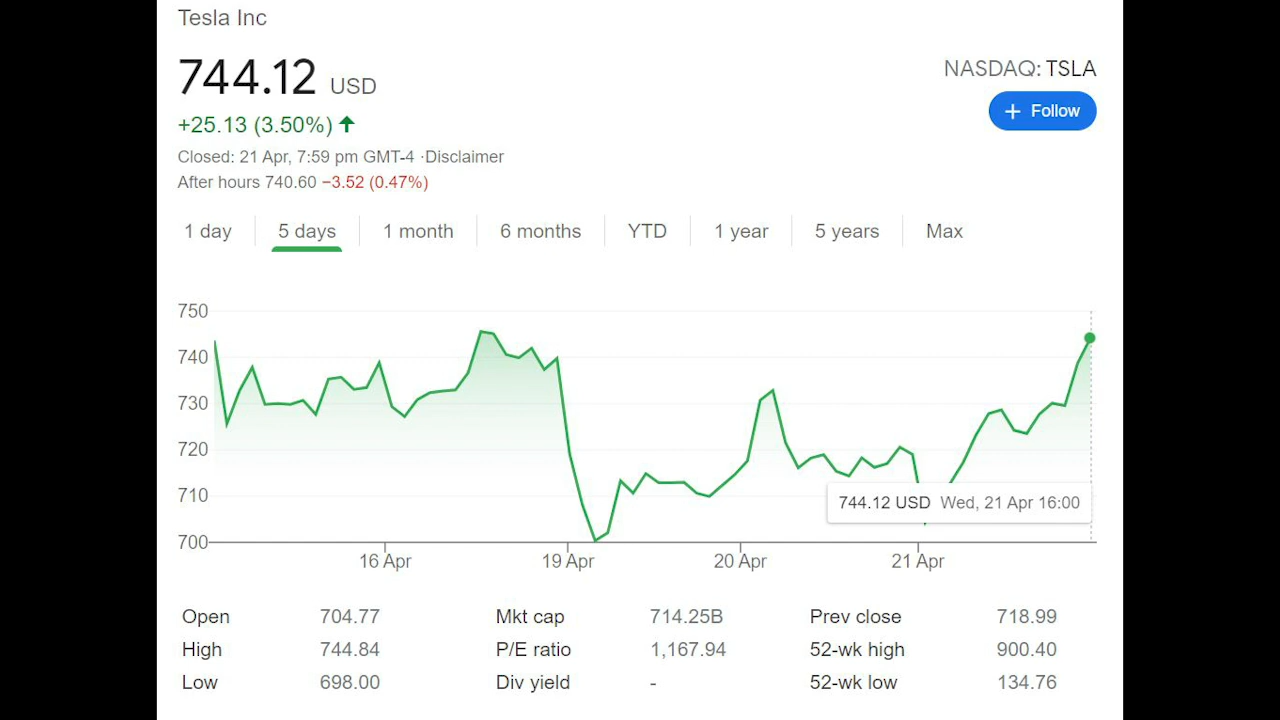 Tesla Inc
744.12 USD
NASDAQ: TSLA
+25.13 (3.50%)
+ Follow
Closed: 21 Apr, 7:59 pm GMT-4 ·Disclaimer
After hours 740.60 −3.52 (0.47%)
1 day 5 days 1 month 6 months YTD 1 year 5 years Max
750
740
730
720
710
744.12 USD Wed, 21 Apr 16:00
700
16 Apr 19 Apr 20 Apr 21 Apr
Open 704.77 Mkt cap 714.25B Prev close 718.99
High 744.84 P/E ratio 1,167.94 52-wk high 900.40
Low 698.00 Div yield - 52-wk low 134.76